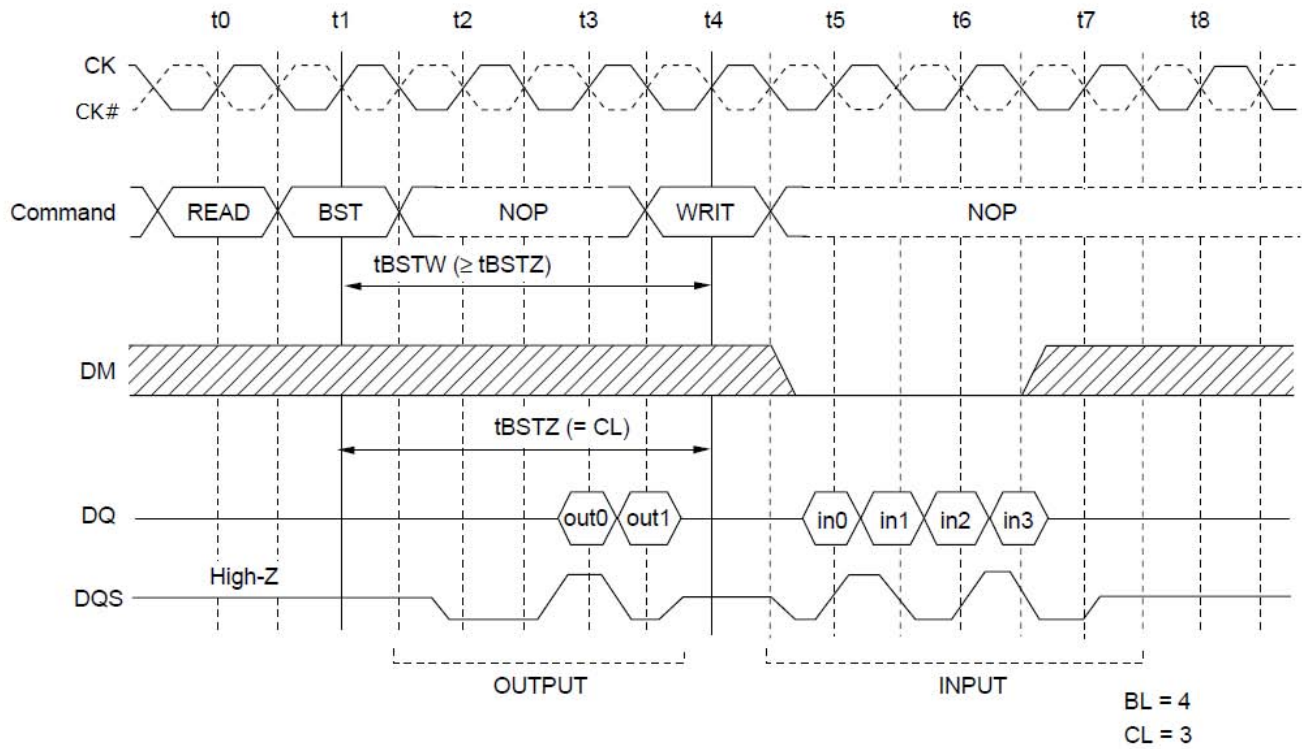 t0 t1 t2 t3 t4 t5 t6 t7 t8
CK
CK#
Command READ BST NOP WRIT NOP
tBSTW (≥ tBSTZ)
DM
tBSTZ (= CL)
DQ out0 out1 in0 in1 in2 in3
High-Z
DQS
OUTPUT INPUT
BL = 4
CL = 3